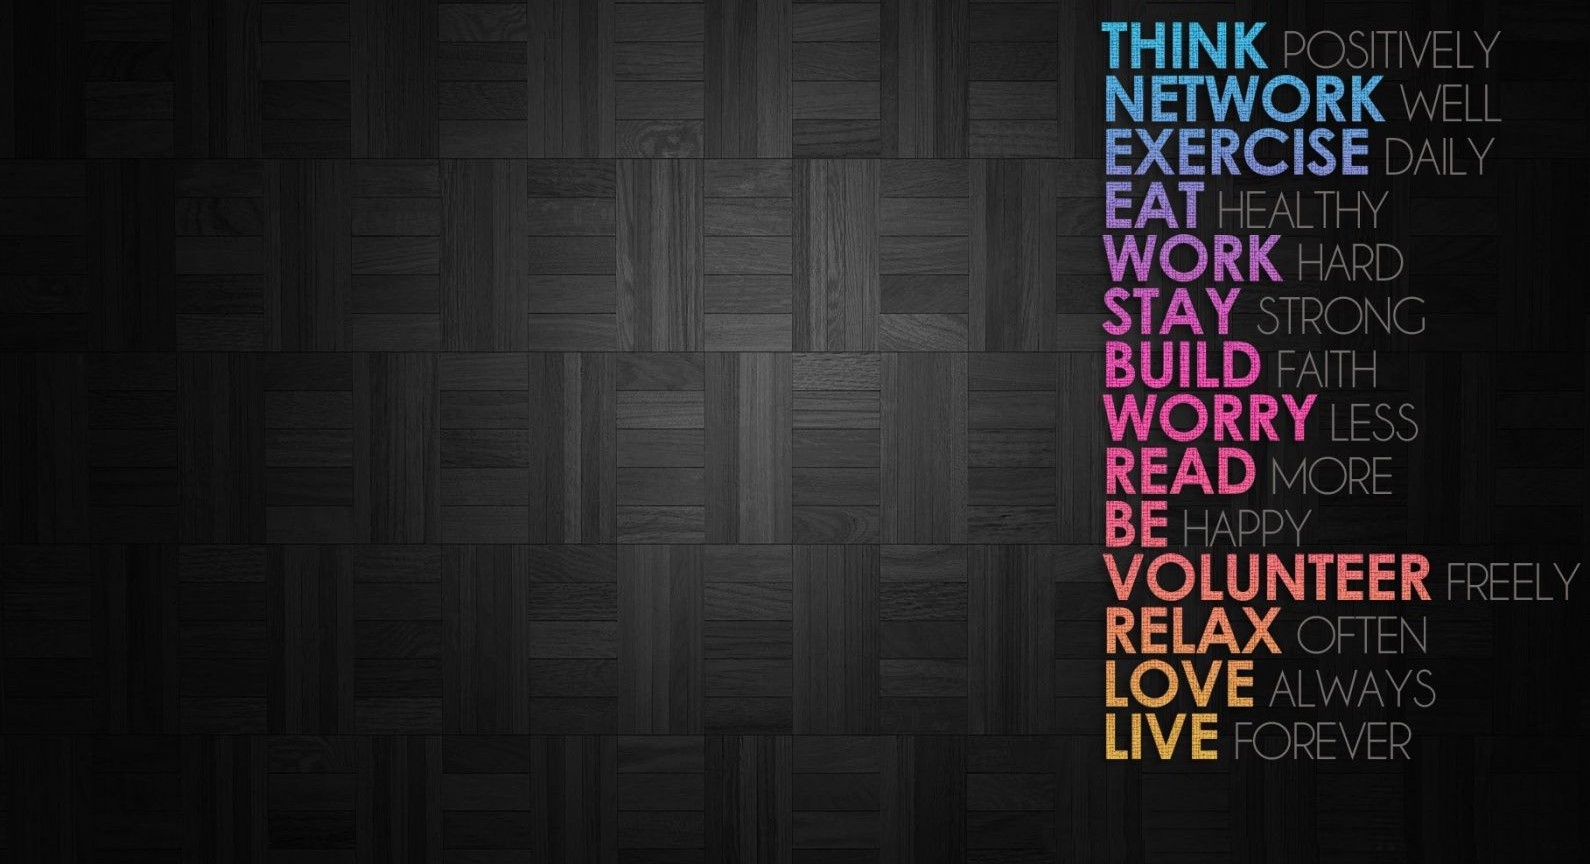 THINK POSITIVELY
NETWORK WELL
EXERCISE DAILY
EAT HEALTHY
WORK HARD
STAY STRONG
BUILD FAITH
WORRY LESS
READ MORE
BE HAPPY
VOLUNTEER FREELY
RELAX OFTEN
LOVE ALWAYS
LIVE FOREVER